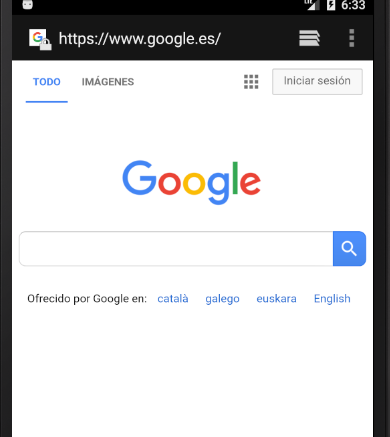 LTE 6:33
https://www.google.es/
TODO IMÁGENES Iniciar sesión
Google
Ofrecido por Google en: català galego euskara English